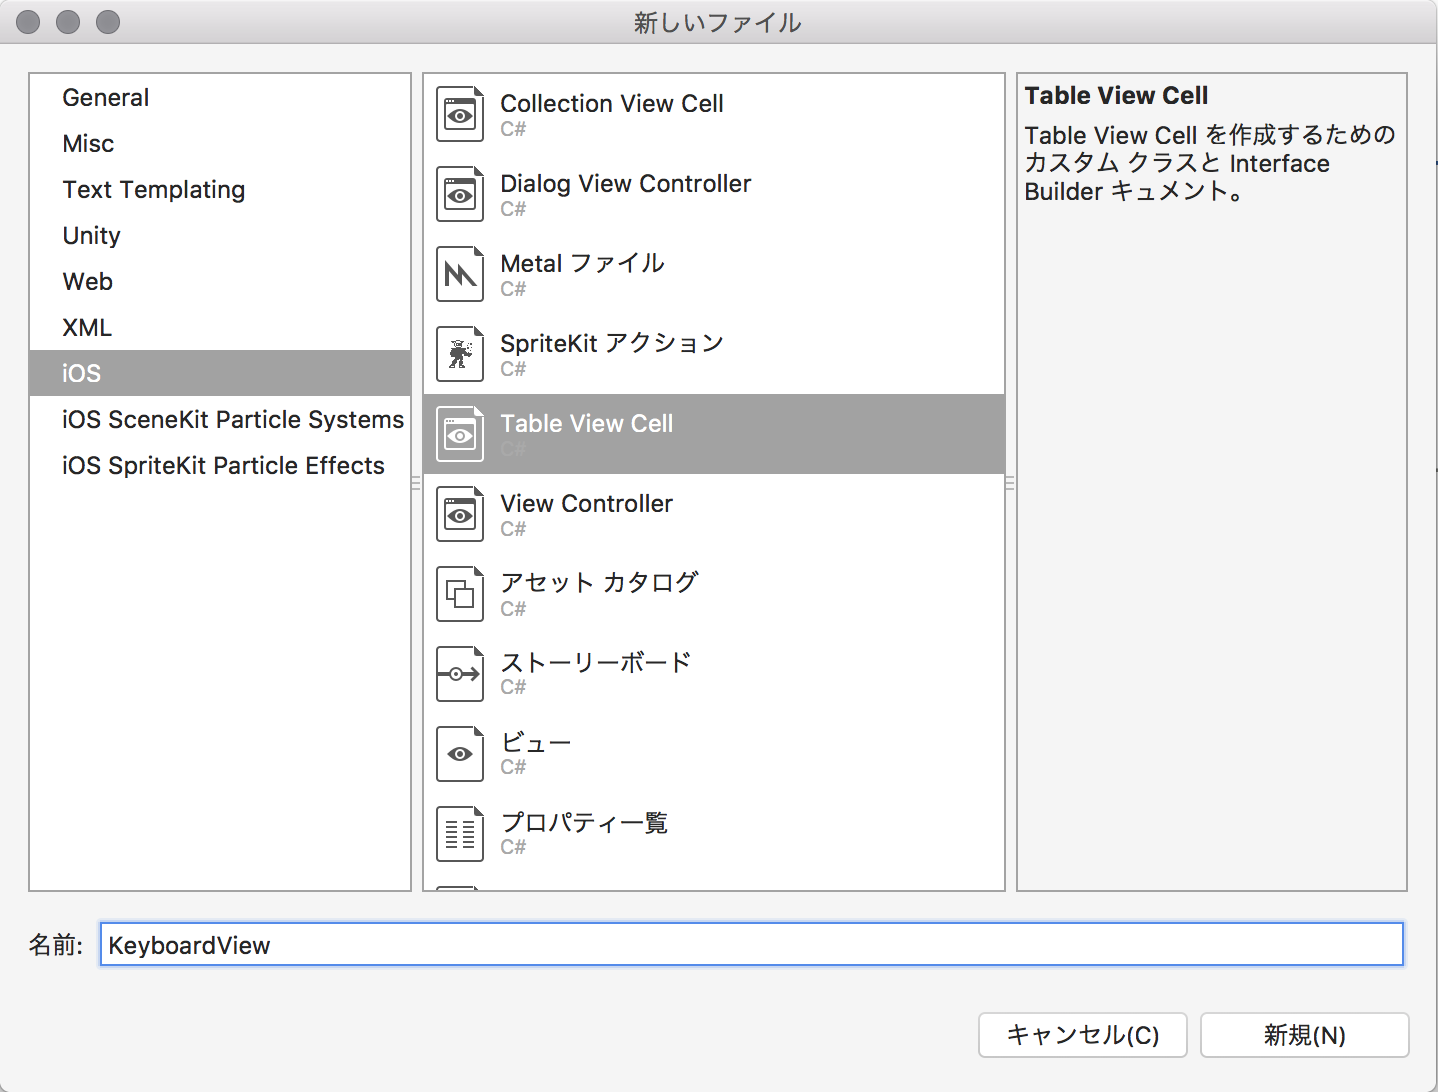 新しいファイル
General
Misc
Text Templating
Unity
Web
XML
iOS
iOS SceneKit Particle Systems
iOS SpriteKit Particle Effects
Collection View Cell
C#
Dialog View Controller
C#
Metal ファイル
C#
SpriteKit アクション
C#
Table View Cell
C#
View Controller
C#
アセット カタログ
C#
ストーリーボード
C#
ビュー
C#
プロパティ一覧
C#
Table View Cell
Table View Cell を作成するための
カスタム クラスと Interface
Builder キュメント。
名前:
KeyboardView
キャンセル(C)
新規(N)